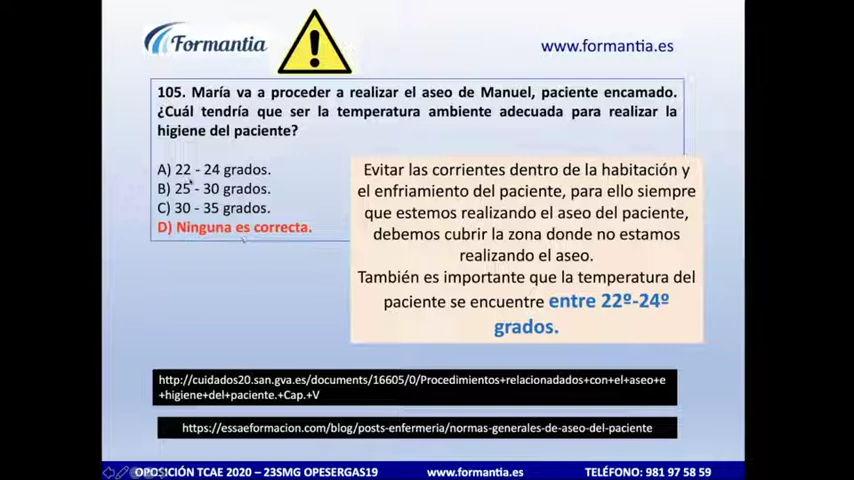 Formantia
www.formantia.es
105. María va a proceder a realizar el aseo de Manuel, paciente encamado.
¿Cuál tendría que ser la temperatura ambiente adecuada para realizar la
higiene del paciente?
A) 22 - 24 grados.
B) 25 - 30 grados.
C) 30 - 35 grados.
D) Ninguna es correcta.
Evitar las corrientes dentro de la habitación y
el enfriamiento del paciente, para ello siempre
que estemos realizando el aseo del paciente,
debemos cubrir la zona donde no estamos
realizando el aseo.
También es importante que la temperatura del
paciente se encuentre entre 22º-24º
grados.
http://cuidados20.san.gva.es/documents/16605/0/Procedimientos+relacionadados+con+el+aseo+e
+higiene+del+paciente.+Cap.+V
https://essaeformacion.com/blog/posts-enfermeria/normas-generales-de-aseo-del-paciente
OPOSICIÓN TCAE 2020 – 23SMG OPESERGAS19 www.formantia.es TELÉFONO: 981 97 58 59